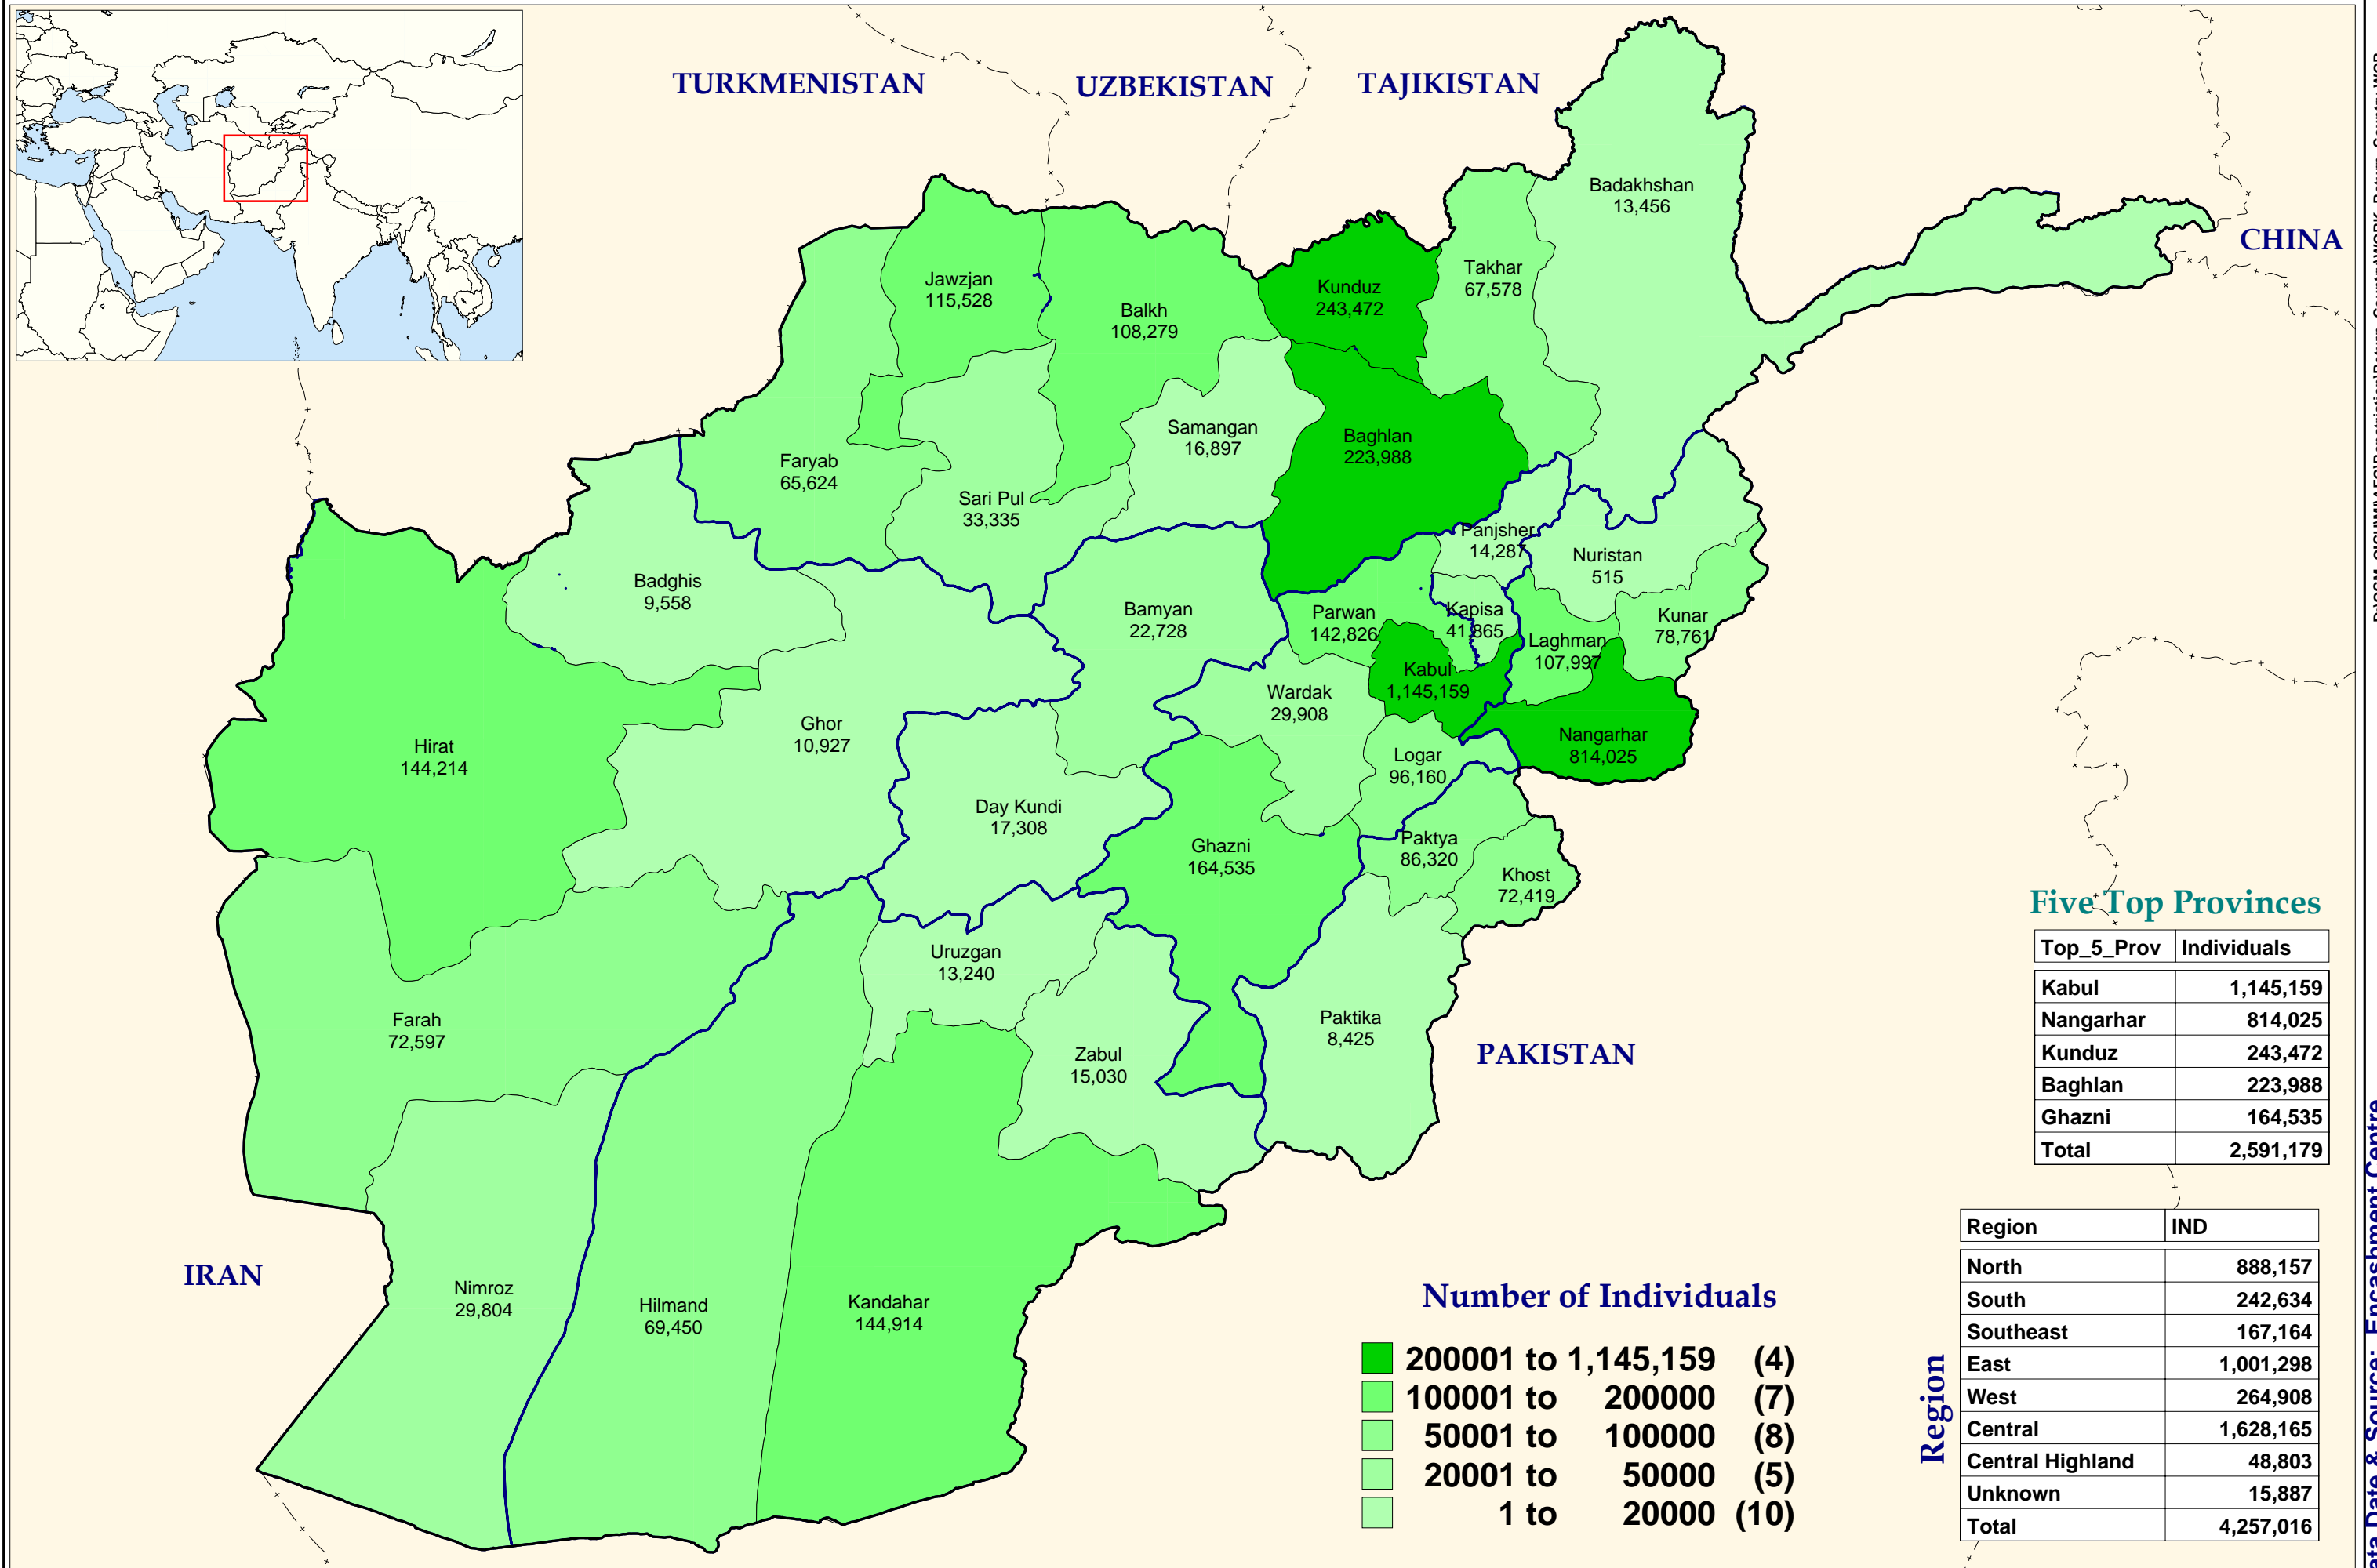 TURKMENISTAN
UZBEKISTAN
TAJIKISTAN
CHINA
PAKISTAN
IRAN
Badakhshan
13,456
Jawzjan
115,528
Balkh
108,279
Kunduz
243,472
Takhar
67,578
Faryab
65,624
Sari Pul
33,335
Samangan
16,897
Baghlan
223,988
Badghis
9,558
Panjsher
14,287
Nuristan
515
Bamyan
22,728
Parwan
142,826
Kapisa
41,865
Laghman
107,997
Kunar
78,761
Kabul
1,145,159
Wardak
29,908
Nangarhar
814,025
Hirat
144,214
Ghor
10,927
Logar
96,160
Day Kundi
17,308
Ghazni
164,535
Paktya
86,320
Khost
72,419
Uruzgan
13,240
Farah
72,597
Zabul
15,030
Paktika
8,425
Nimroz
29,804
Hilmand
69,450
Kandahar
144,914
Number of Individuals
200001 to 1,145,159 (4)
100001 to 200000 (7)
50001 to 100000 (8)
20001 to 50000 (5)
1 to 20000 (10)
Five Top Provinces
Top_5_Prov Individuals
Kabul 1,145,159
Nangarhar 814,025
Kunduz 243,472
Baghlan 223,988
Ghazni 164,535
Total 2,591,179
Region
Region IND
North 888,157
South 242,634
Southeast 167,164
East 1,001,298
West 264,908
Central 1,628,165
Central Highland 48,803
Unknown 15,887
Total 4,257,016
Date & Source: Encashment Centre